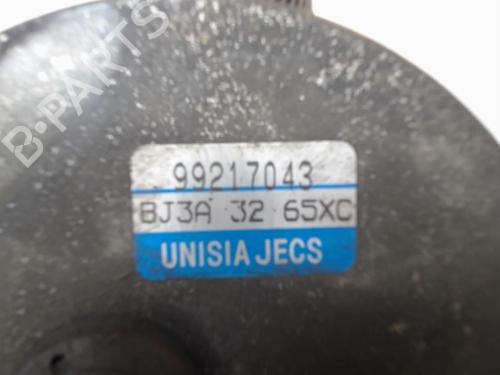 B-PARTS
99217043
BJ3A 32 65XC
UNISIA JECS